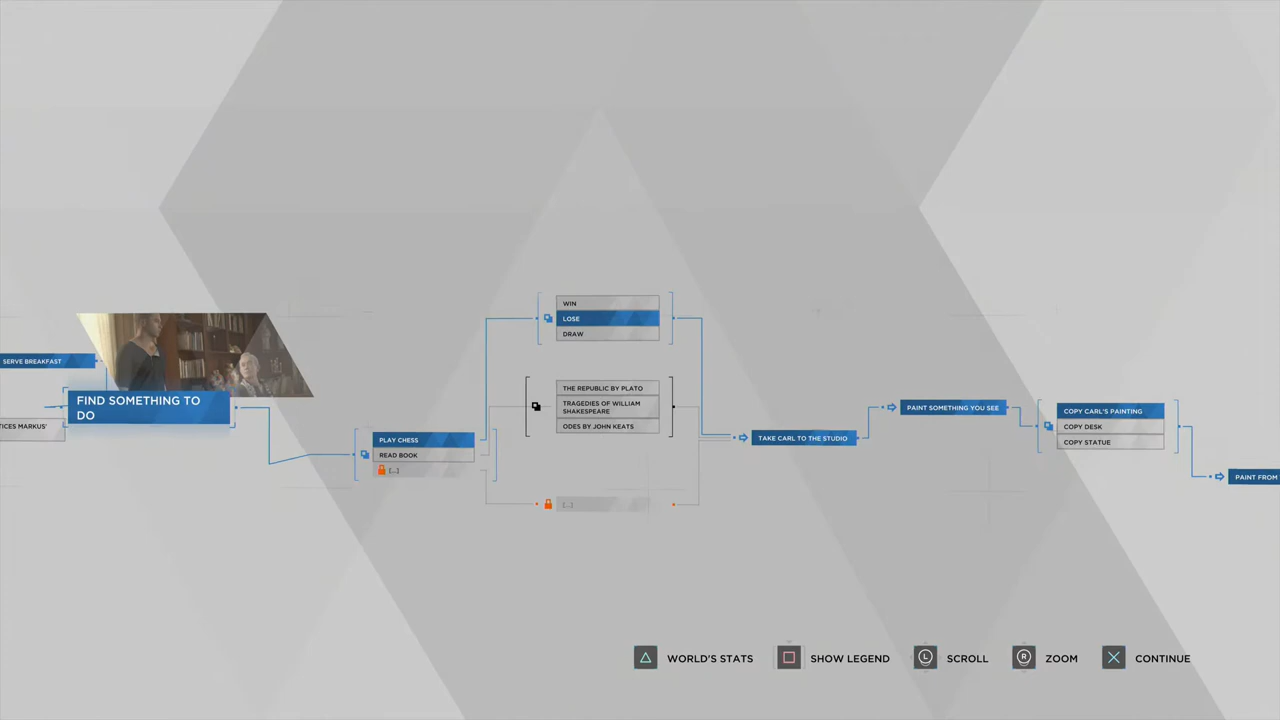 SERVE BREAKFAST
FIND SOMETHING TO
DO
TICES MARKUS'
PLAY CHESS
READ BOOK
[...]
WIN
LOSE
DRAW
THE REPUBLIC BY PLATO
TRAGEDIES OF WILLIAM
SHAKESPEARE
ODES BY JOHN KEATS
[...]
TAKE CARL TO THE STUDIO
PAINT SOMETHING YOU SEE
COPY CARL'S PAINTING
COPY DESK
COPY STATUE
PAINT FROM
WORLD'S STATS
SHOW LEGEND
L
SCROLL
R
ZOOM
CONTINUE